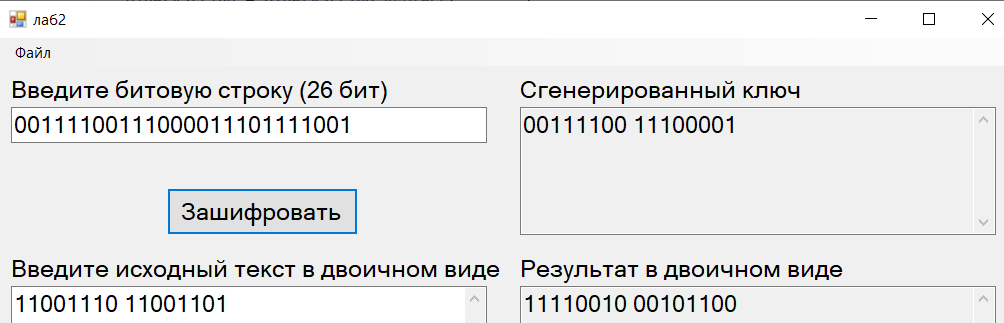 лаб2
Файл
Введите битовую строку (26 бит)
00111100111000011101111001
Сгенерированный ключ
00111100 11100001
Зашифровать
Введите исходный текст в двоичном виде
11001110 11001101
Результат в двоичном виде
11110010 00101100